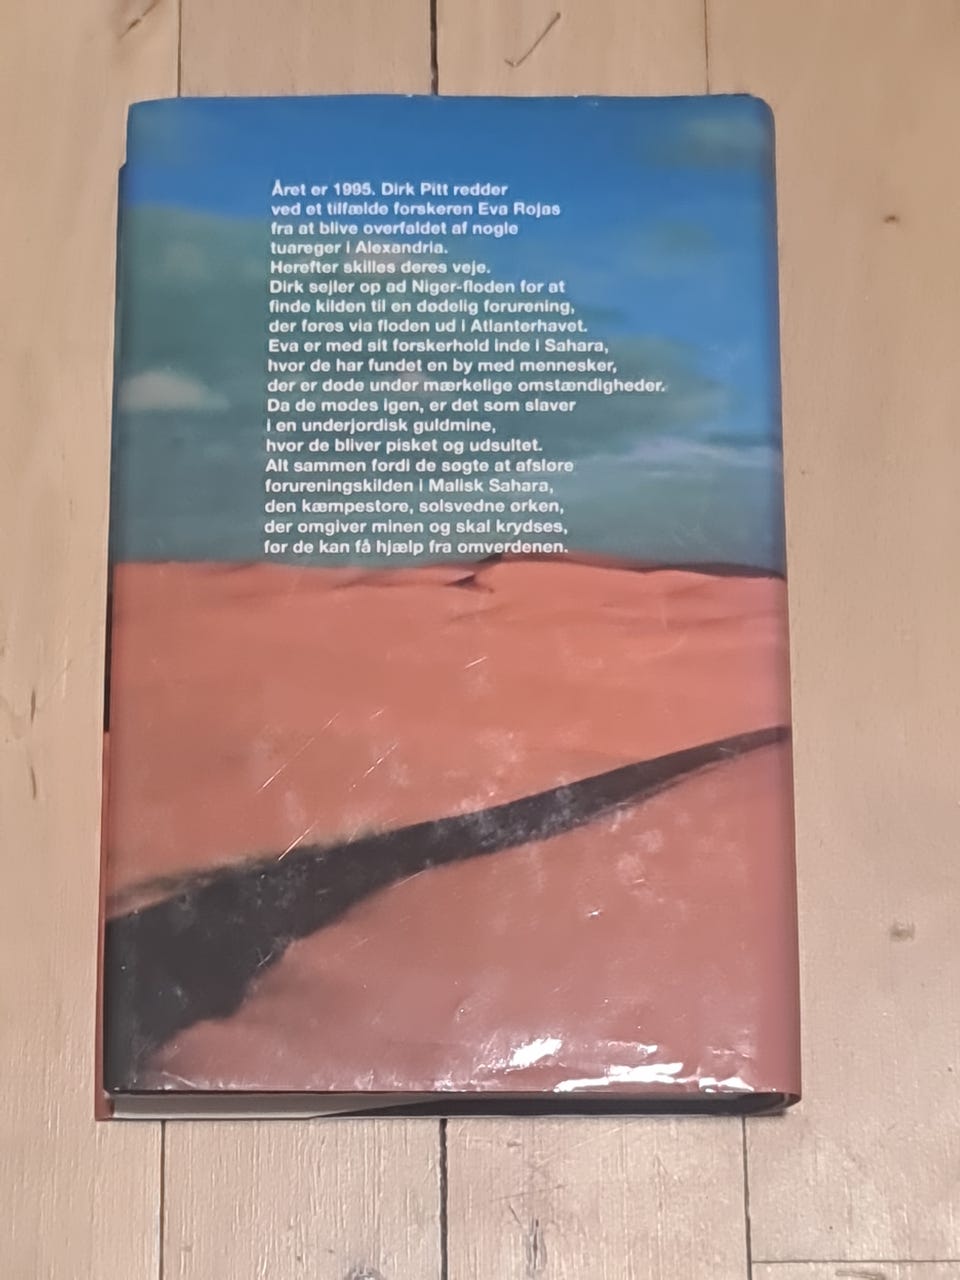 Året er 1995. Dirk Pitt redder
ved et tilfælde forskeren Eva Rojas
fra at blive overfaldet af nogle
tuareger i Alexandria.
Herefter skilles deres veje.
Dirk sejler op ad Niger-floden for at
finde kilden til en dødelig forurening,
der føres via floden ud i Atlanterhavet.
Eva er med sit forskerhold inde i Sahara,
hvor de har fundet en by med mennesker,
der er døde under mærkelige omstændigheder.
Da de mødes igen, er det som slaver
i en underjordisk guldmine,
hvor de bliver pisket og udsultet.
Alt sammen fordi de søgte at afsløre
forureningskilden i Malisk Sahara,
den kæmpestore, solsvedne ørken,
der omgiver minen og skal krydses,
før de kan få hjælp fra omverdenen.